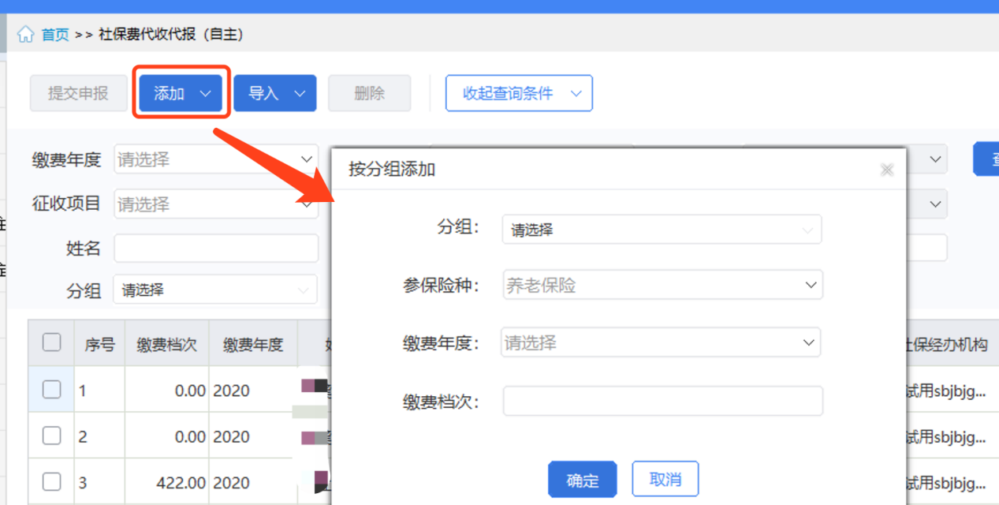 首页 >> 社保费代收代报（自主）
提交申报 添加 导入 删除 收起查询条件
缴费年度 请选择
征收项目 请选择
姓名
分组 请选择
按分组添加
分组： 请选择
参保险种： 养老保险
缴费年度： 请选择
缴费档次：
确定 取消
序号 缴费档次 缴费年度 保经办机构
1 0.00 2020 试用sbjbjg...
2 0.00 2020 试用sbjbjg...
3 422.00 2020 试用sbjbjg...